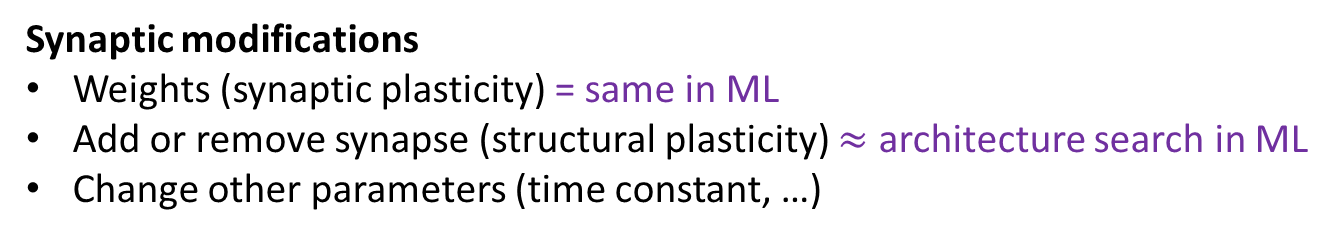 Synaptic modifications
• Weights (synaptic plasticity) = same in ML
• Add or remove synapse (structural plasticity) ≈ architecture search in ML
• Change other parameters (time constant, …)